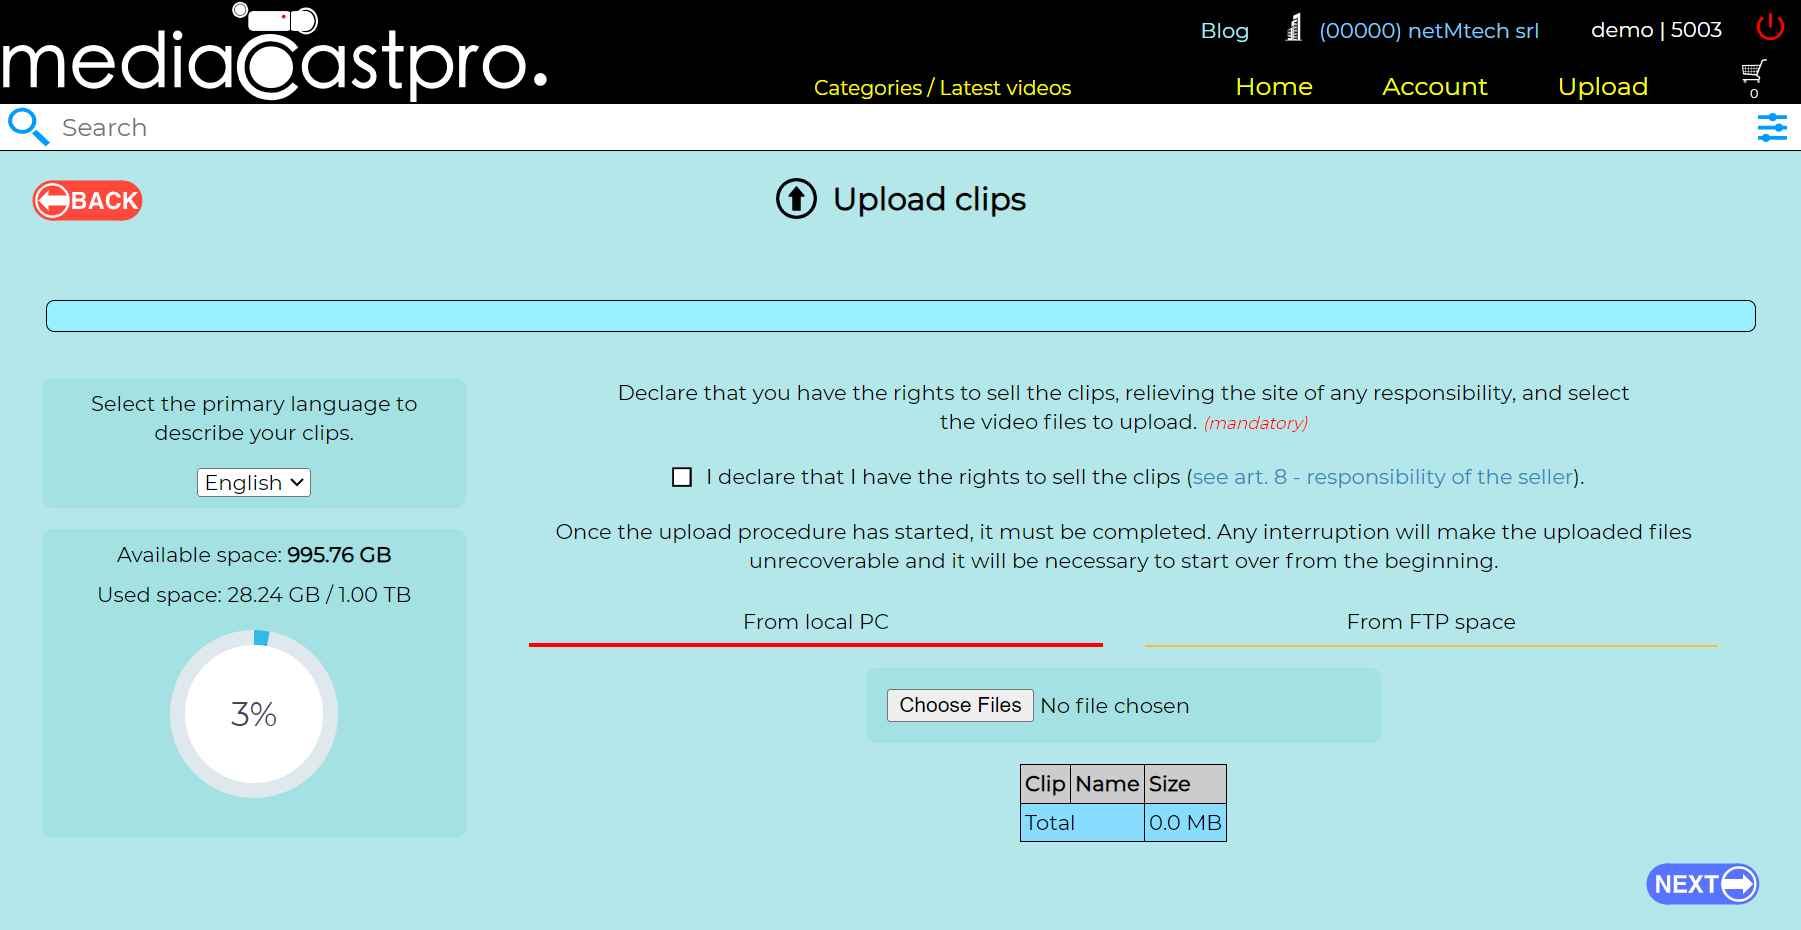 mediacastpro.
Blog
(00000) netMtech srl
demo | 5003
Categories / Latest videos
Home
Account
Upload
0
Search
BACK
Upload clips
Select the primary language to
describe your clips.
English
Available space: 995.76 GB
Used space: 28.24 GB / 1.00 TB
3%
Declare that you have the rights to sell the clips, relieving the site of any responsibility, and select
the video files to upload. (mandatory)
I declare that I have the rights to sell the clips (see art. 8 - responsibility of the seller).
Once the upload procedure has started, it must be completed. Any interruption will make the uploaded files
unrecoverable and it will be necessary to start over from the beginning.
From local PC
From FTP space
Choose Files No file chosen
Clip Name Size
Total 0.0 MB
NEXT